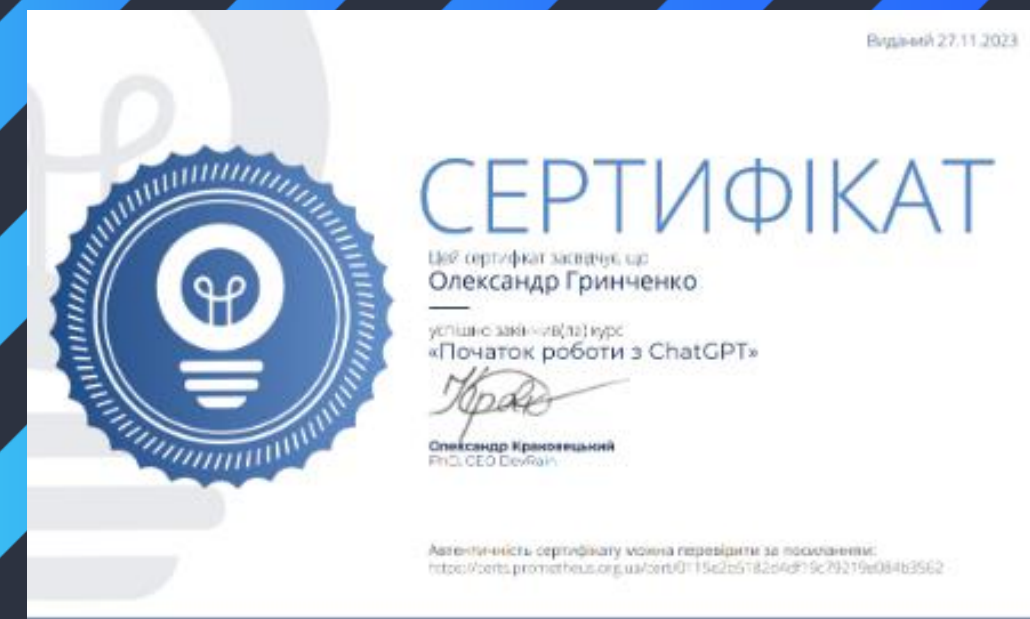 Виданий 27.11.2023
СЕРТИФІКАТ
Цей сертифікат засвідчує, що
Олександр Гринченко
успішно закінчив(ла) курс
«Початок роботи з ChatGPT»
Олександр Краковецький
PhD, CEO DevRain
Автентичність сертифікату можна перевірити за посиланням: